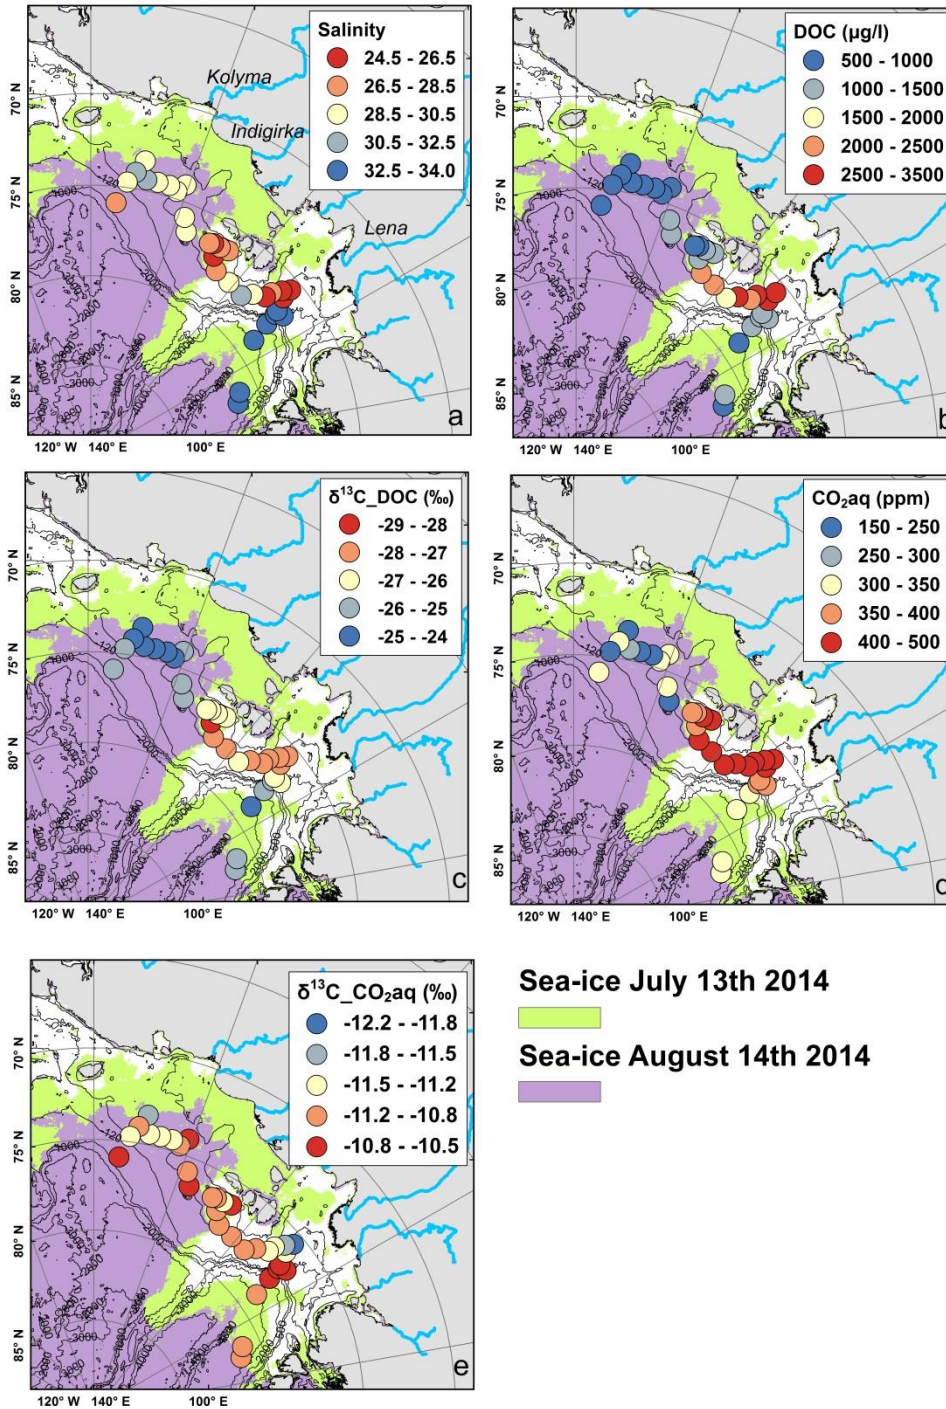 Salinity
24.5 - 26.5
26.5 - 28.5
28.5 - 30.5
30.5 - 32.5
32.5 - 34.0
Kolyma
Indigirka
Lena
70° N
75° N
80° N
85° N
120° W 140° E 100° E
a
DOC (µg/l)
500 - 1000
1000 - 1500
1500 - 2000
2000 - 2500
2500 - 3500
70° N
75° N
80° N
85° N
120° W 140° E 100° E
b
δ¹³C_DOC (‰)
-29 - -28
-28 - -27
-27 - -26
-26 - -25
-25 - -24
70° N
75° N
80° N
85° N
120° W 140° E 100° E
c
CO₂aq (ppm)
150 - 250
250 - 300
300 - 350
350 - 400
400 - 500
70° N
75° N
80° N
85° N
120° W 140° E 100° E
d
δ¹³C_CO₂aq (‰)
-12.2 - -11.8
-11.8 - -11.5
-11.5 - -11.2
-11.2 - -10.8
-10.8 - -10.5
70° N
75° N
80° N
85° N
120° W 140° E 100° E
e
Sea-ice July 13th 2014
Sea-ice August 14th 2014